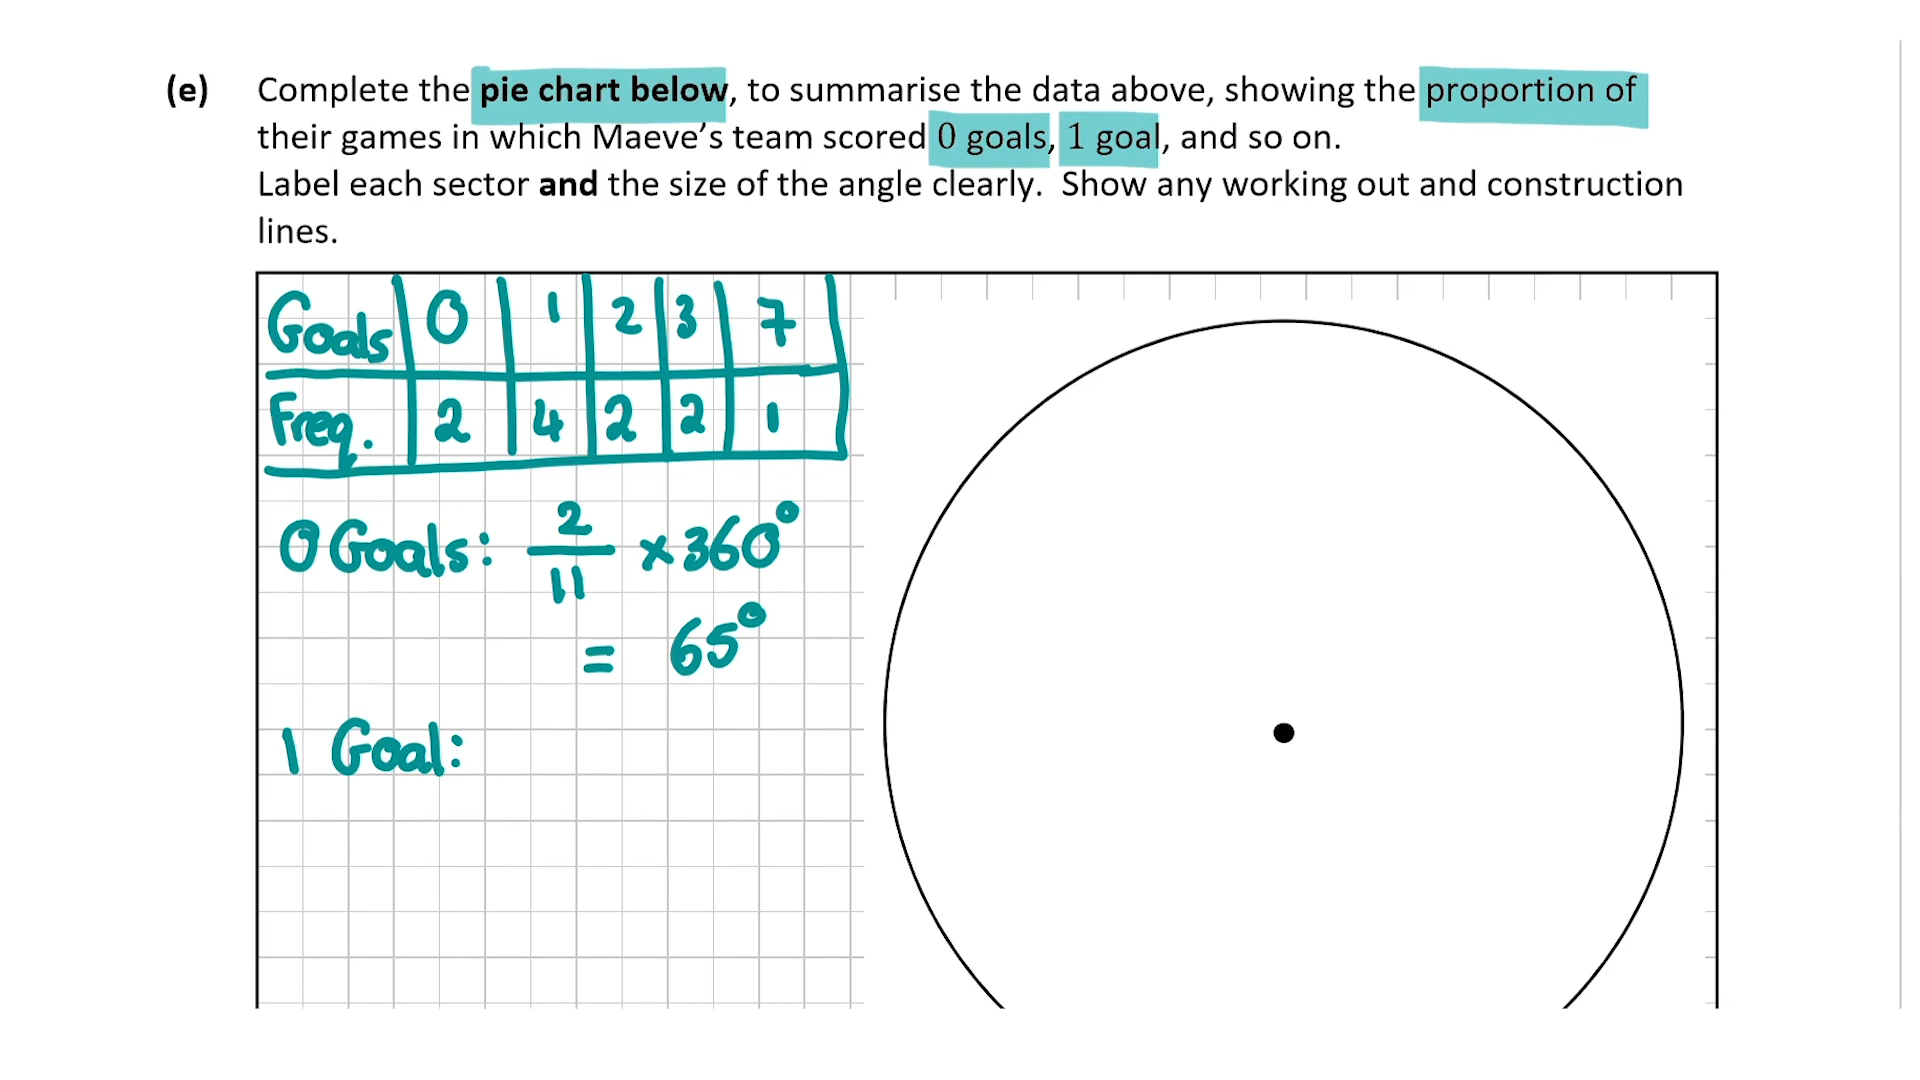 (e) Complete the pie chart below, to summarise the data above, showing the proportion of
their games in which Maeve's team scored 0 goals, 1 goal, and so on.
Label each sector and the size of the angle clearly. Show any working out and construction
lines.
Goals 0 1 2 3 7
Freq. 2 4 2 2 1
0 Goals: 2/11 × 360°
= 65°
1 Goal: